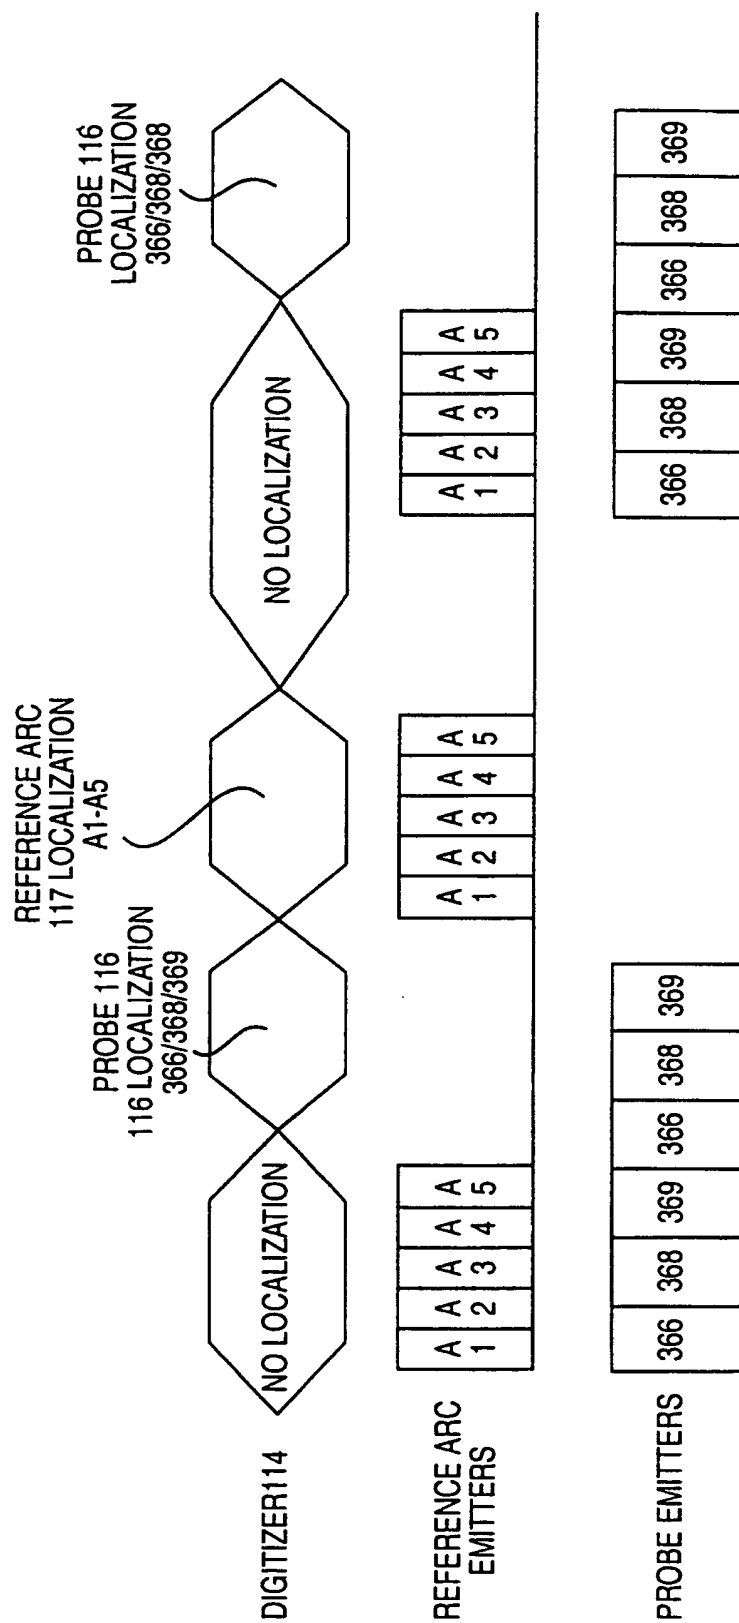 DIGITIZER114
NO LOCALIZATION
PROBE 116
116 LOCALIZATION
366/368/369
REFERENCE ARC
117 LOCALIZATION
A1-A5
NO LOCALIZATION
PROBE 116
LOCALIZATION
366/368/368
REFERENCE ARC
EMITTERS
A A A A A
1 2 3 4 5
A A A A A
1 2 3 4 5
A A A A A
1 2 3 4 5
PROBE EMITTERS
366 368 369 366 368 369
366 368 369 366 368 369